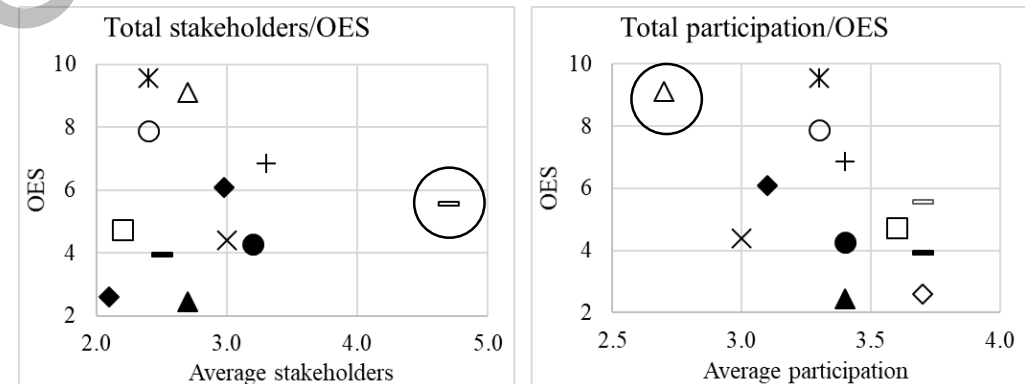 Total stakeholders/OES
10
8
6
4
2
OES
2.0 3.0 4.0 5.0
Average stakeholders
Total participation/OES
10
8
6
4
2
OES
2.5 3.0 3.5 4.0
Average participation